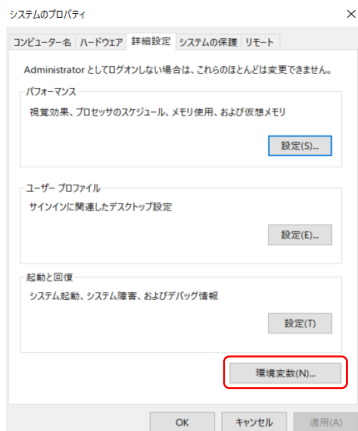 システムのプロパティ
コンピューター名 ハードウェア 詳細設定 システムの保護 リモート
Administrator としてログオンしない場合は、これらのほとんどは変更できません。
パフォーマンス
視覚効果、プロセッサのスケジュール、メモリ使用、および仮想メモリ
設定(S)...
ユーザー プロファイル
サインインに関連したデスクトップ設定
設定(E)...
起動と回復
システム起動、システム障害、およびデバッグ情報
設定(T)
環境変数(N)...
OK キャンセル 適用(A)